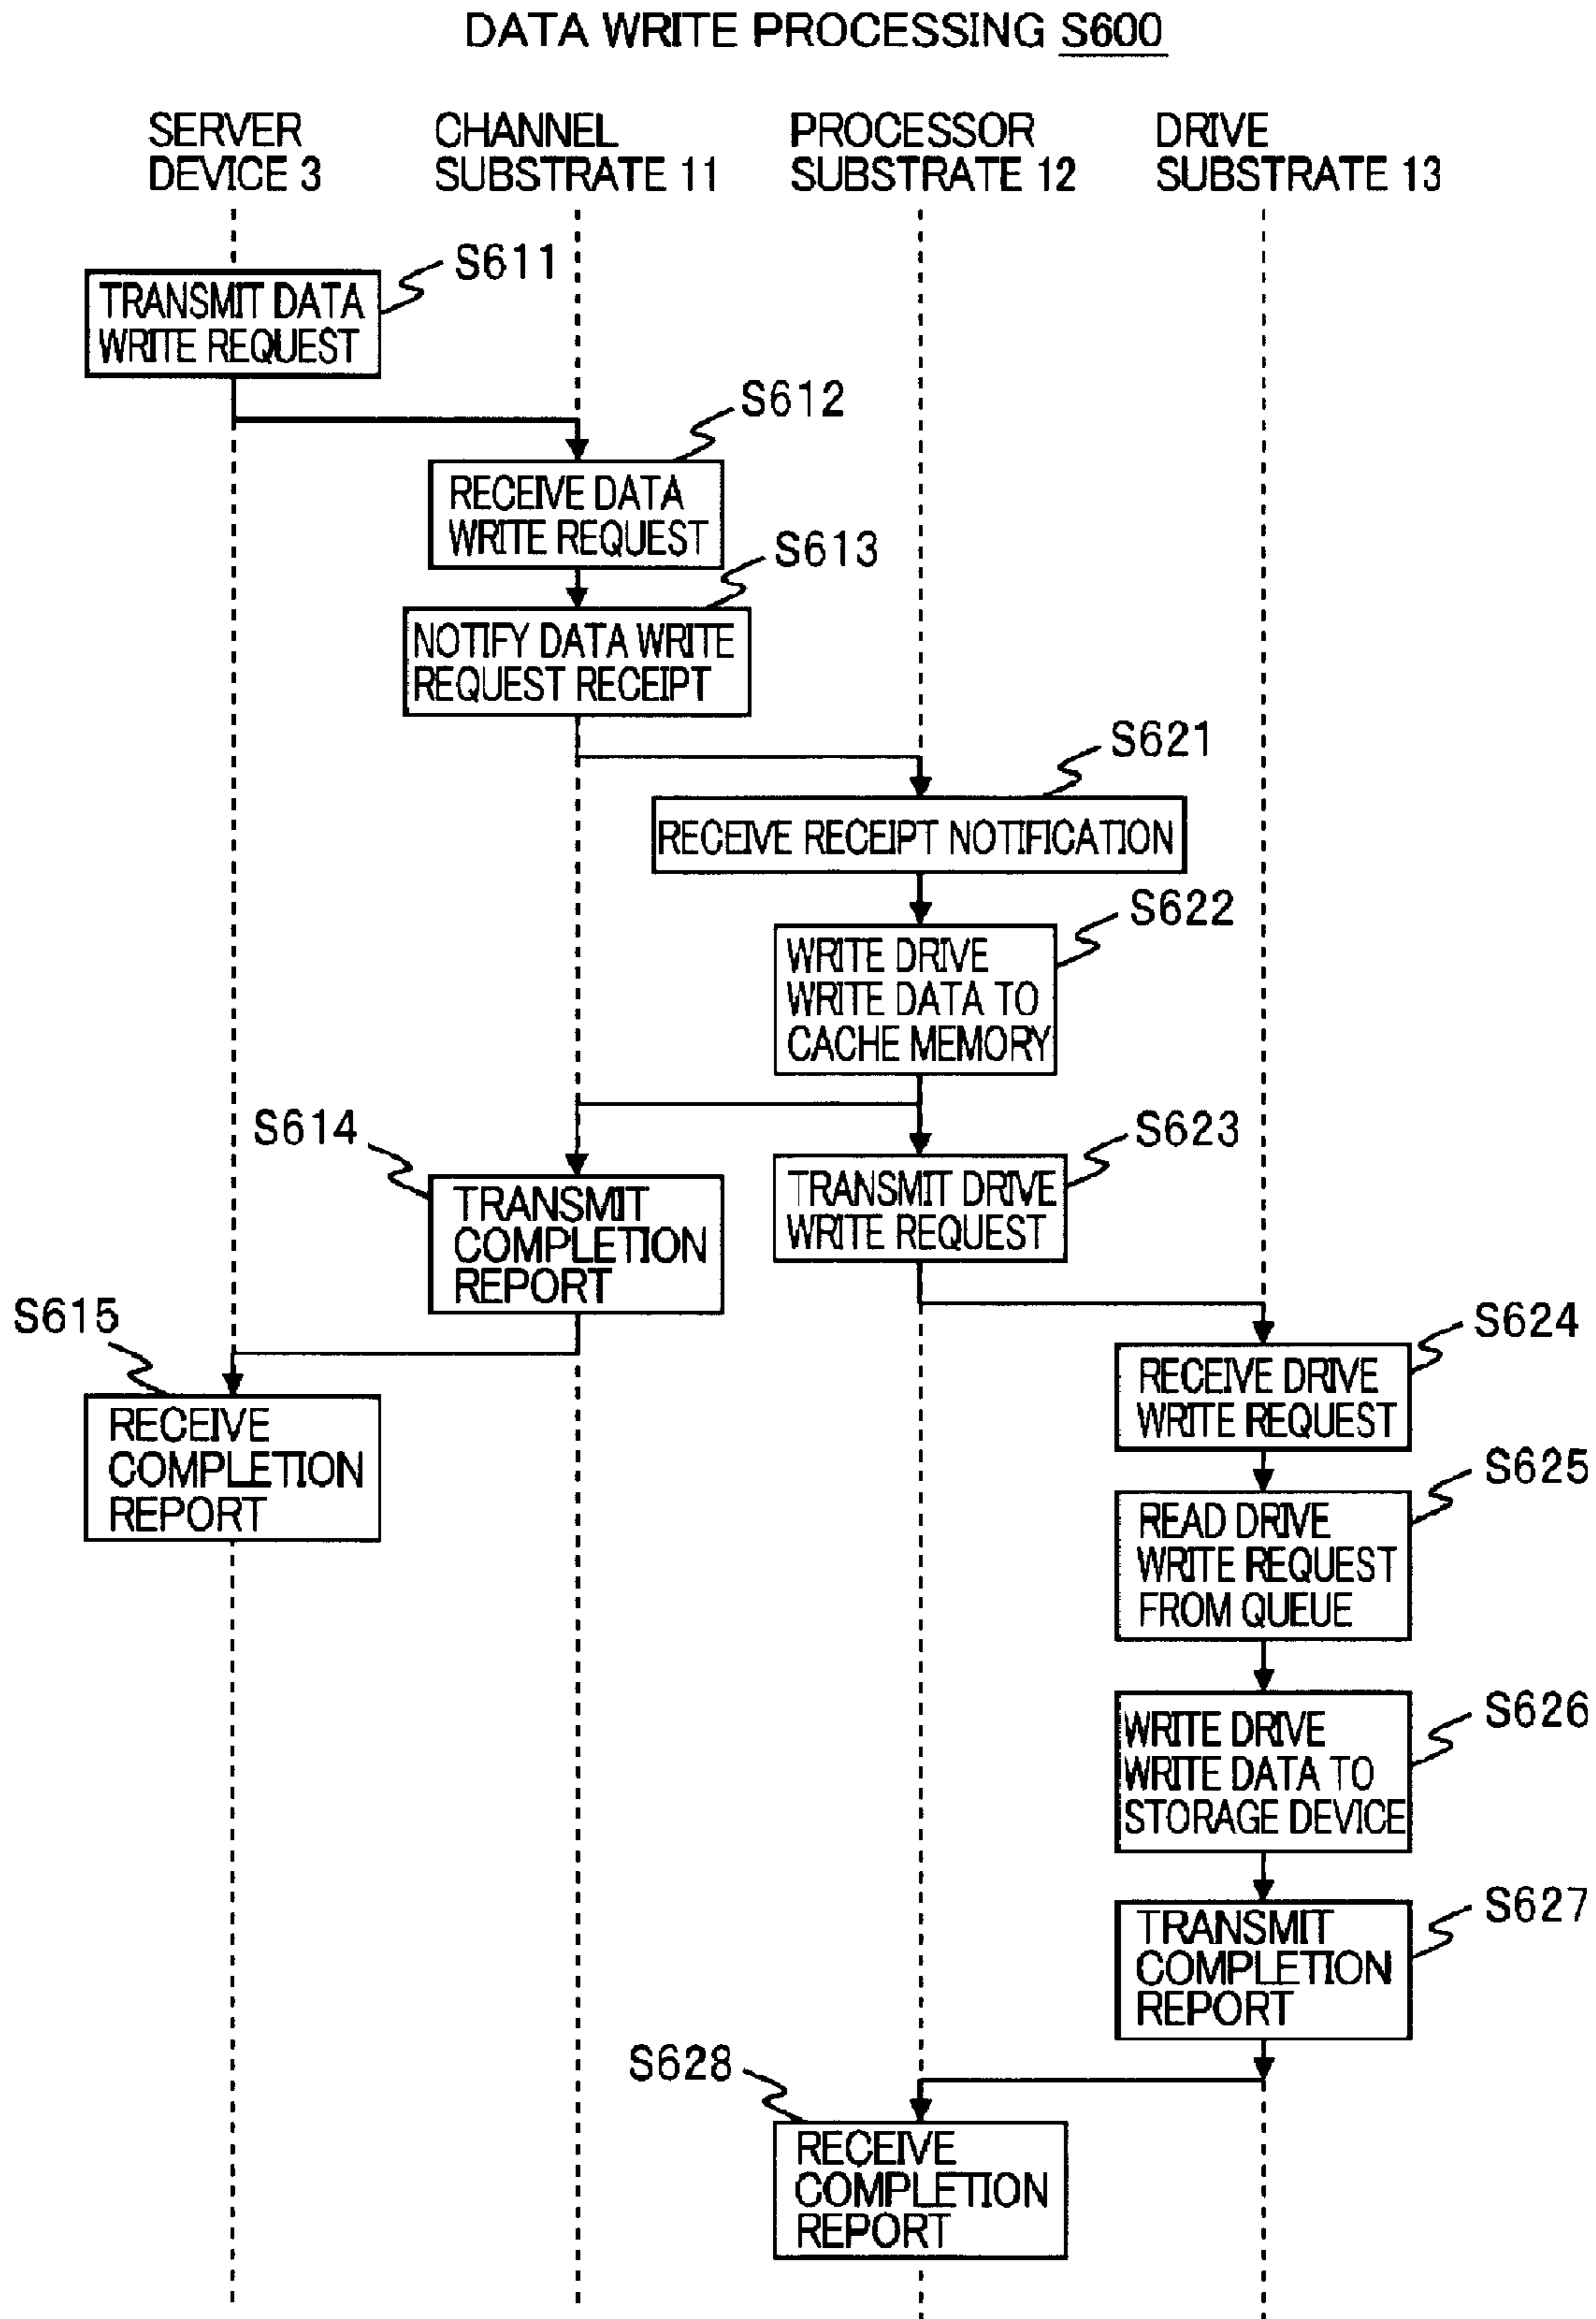 DATA WRITE PROCESSING S600
SERVER
DEVICE 3
CHANNEL
SUBSTRATE 11
PROCESSOR
SUBSTRATE 12
DRIVE
SUBSTRATE 13
S611
TRANSMIT DATA
WRITE REQUEST
S612
RECEIVE DATA
WRITE REQUEST
S613
NOTIFY DATA WRITE
REQUEST RECEIPT
S621
RECEIVE RECEIPT NOTIFICATION
S622
WRITE DRIVE
WRITE DATA TO
CACHE MEMORY
S614
TRANSMIT
COMPLETION
REPORT
S623
TRANSMIT DRIVE
WRITE REQUEST
S615
RECEIVE
COMPLETION
REPORT
S624
RECEIVE DRIVE
WRITE REQUEST
S625
READ DRIVE
WRITE REQUEST
FROM QUEUE
S626
WRITE DRIVE
WRITE DATA TO
STORAGE DEVICE
S627
TRANSMIT
COMPLETION
REPORT
S628
RECEIVE
COMPLETION
REPORT